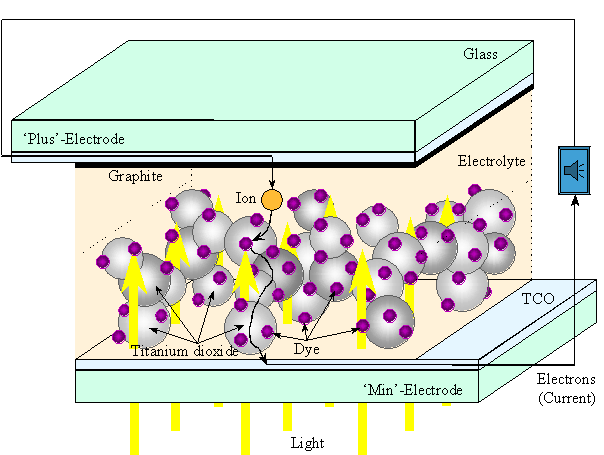 Glass
‘Plus’-Electrode
Electrolyte
Graphite
Ion
TCO
Titanium dioxide
Dye
Electrons
(Current)
‘Min’-Electrode
Light